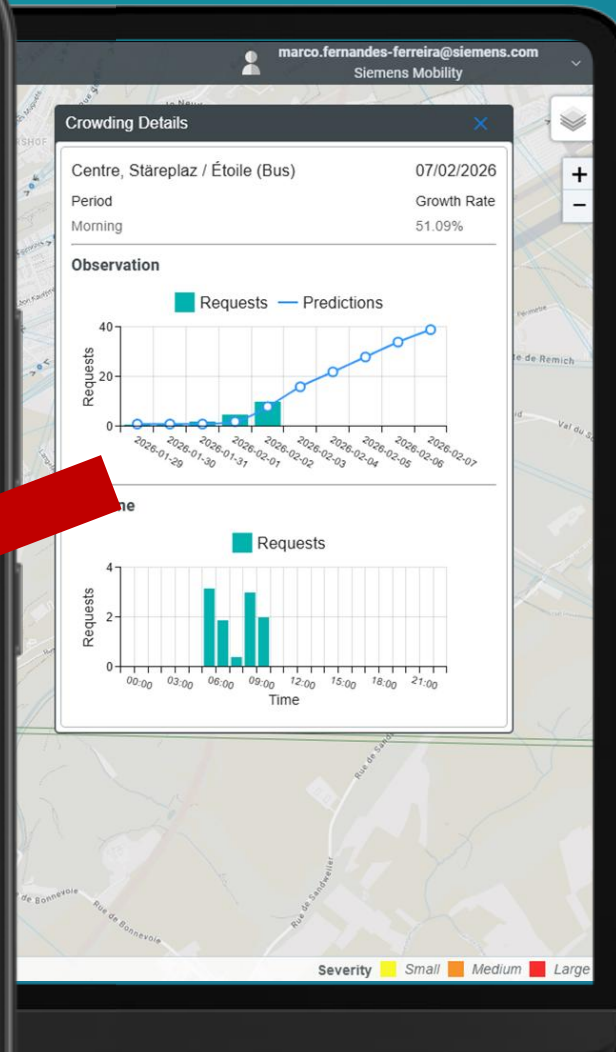 marco.fernandes-ferreira@siemens.com
Siemens Mobility
Crowding Details
Centre, Stäreplaz / Étoile (Bus) 07/02/2026
Period Growth Rate
Morning 51.09%
Observation
Requests Predictions
40
20
0
Requests
2026-01-29 2026-01-30 2026-01-31 2026-02-01 2026-02-02 2026-02-03 2026-02-04 2026-02-05 2026-02-06 2026-02-07
Requests
4
2
0
Requests
00:00 03:00 06:00 09:00 12:00 15:00 18:00 21:00
Time
te de Remich
Rue de Sandweiler
de Bonnevoie
Rue de Bonnevoie
Severity Small Medium Large